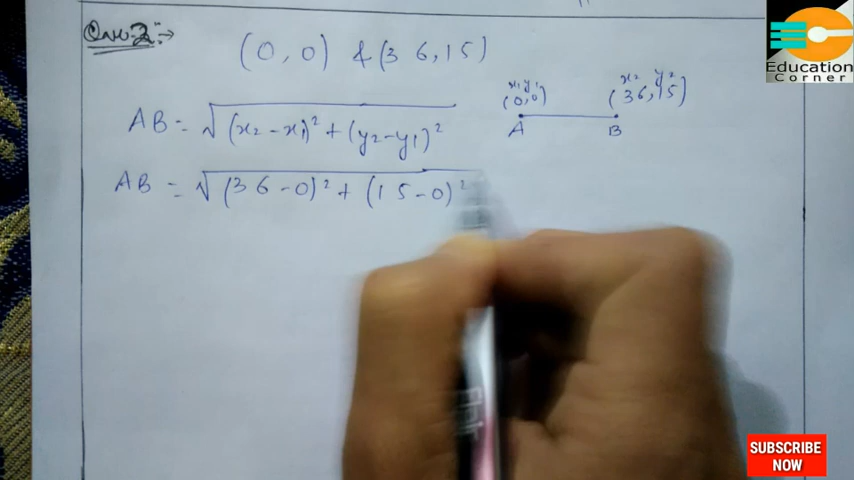 Ques.2:→
(0,0) & (36,15)
x₁ y₁ x₂ y₂
(0,0) (36,15)
A B
AB = √(x₂-x₁)² + (y₂-y₁)²
AB = √(36-0)² + (15-0)²
Education
Corner
SUBSCRIBE
NOW